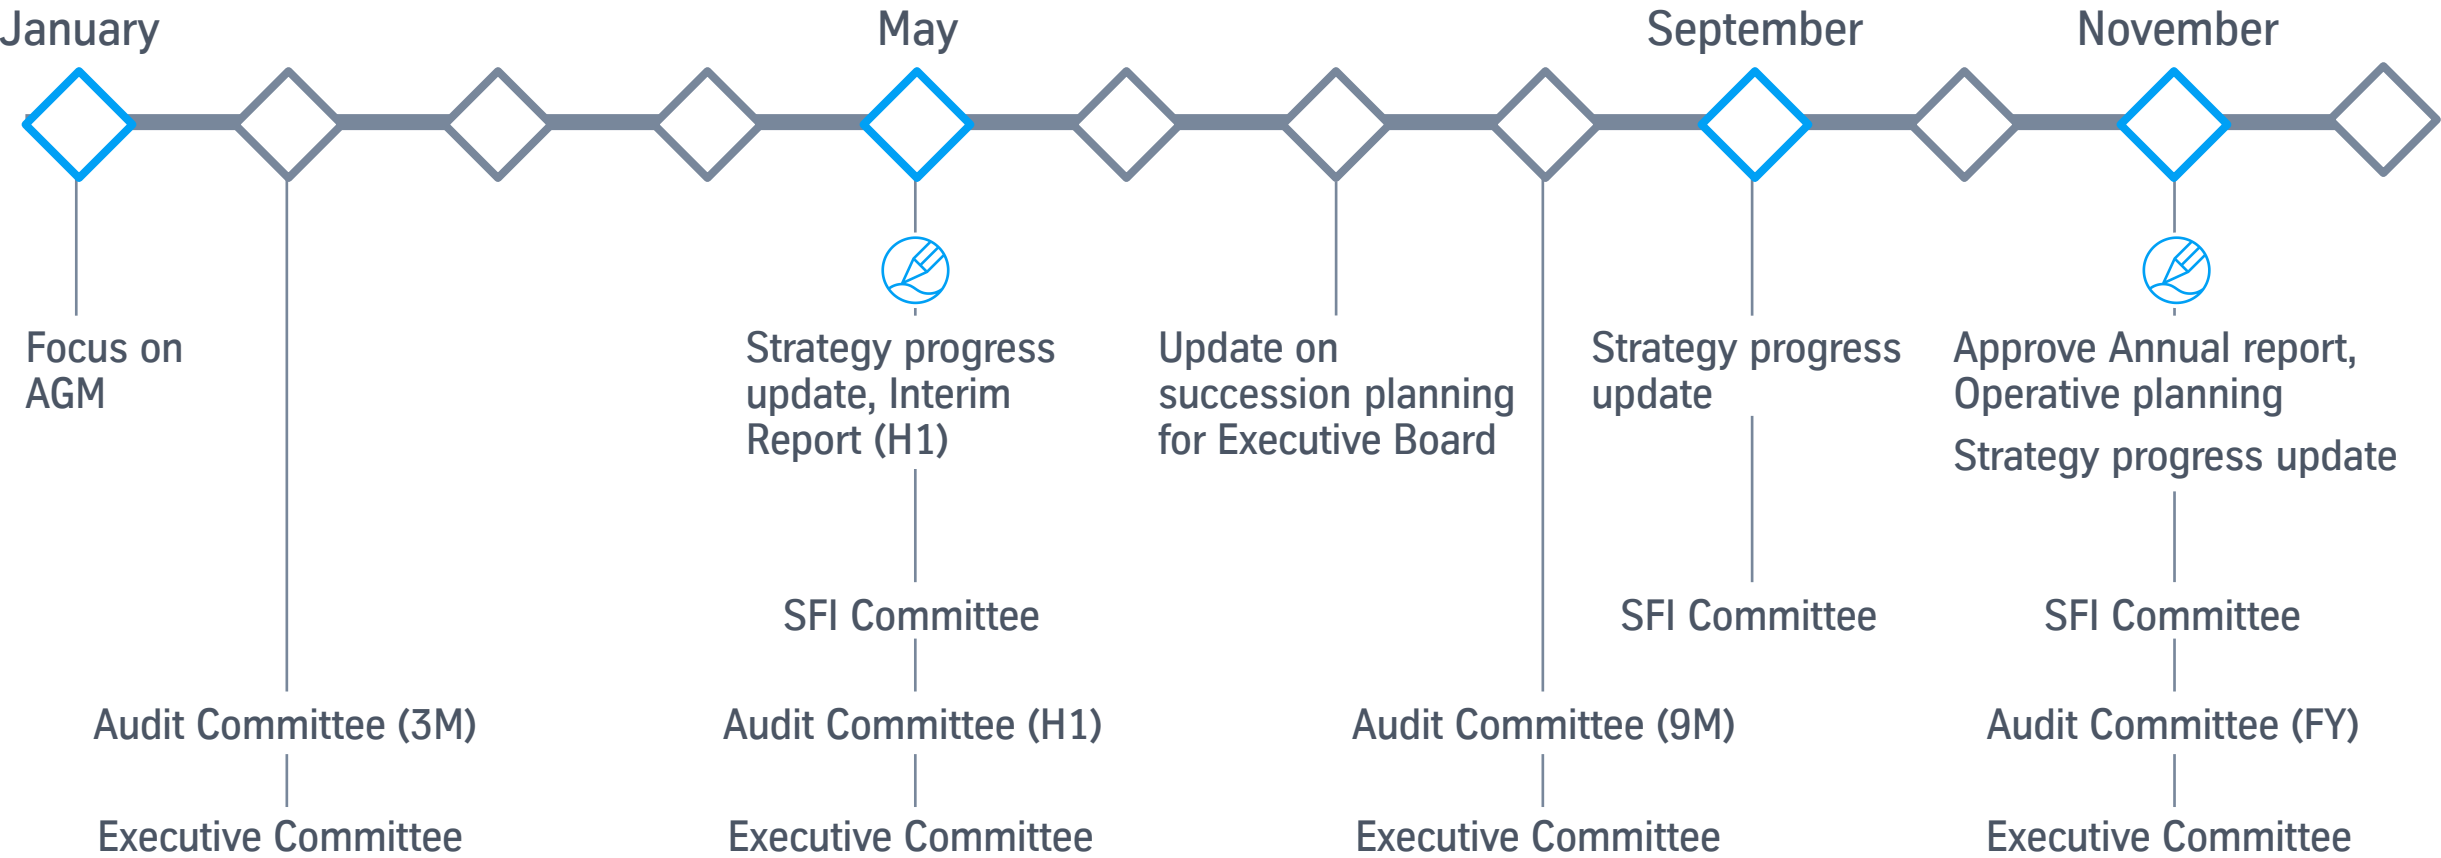 January
May
September
November
Focus on
AGM
Strategy progress
update, Interim
Report (H1)
Update on
succession planning
for Executive Board
Strategy progress
update
Approve Annual report,
Operative planning
Strategy progress update
SFI Committee
SFI Committee
SFI Committee
Audit Committee (3M)
Audit Committee (H1)
Audit Committee (9M)
Audit Committee (FY)
Executive Committee
Executive Committee
Executive Committee
Executive Committee